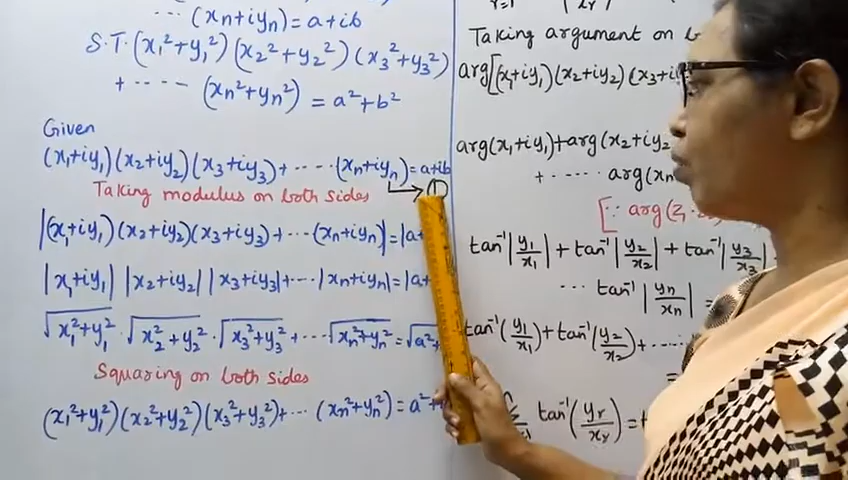 ... (xn+iyn) = a+ib
S.T. (x₁²+y₁²) (x₂²+y₂²) (x₃²+y₃²)
+ ---- (xn²+yn²) = a²+b²
Given
(x₁+iy₁)(x₂+iy₂)(x₃+iy₃)+ ---- (xn+iyn)=a+ib
Taking modulus on both sides → ①
|(x₁+iy₁)(x₂+iy₂)(x₃+iy₃)+ ... (xn+iyn)|=|a+
|x₁+iy₁| |x₂+iy₂| |x₃+iy₃|+---|xn+iyn|=|a+
√x₁²+y₁² . √x₂²+y₂² . √x₃²+y₃² + ... √xn²+yn² = √a²+
Squaring on both sides
(x₁²+y₁²)(x₂²+y₂²)(x₃²+y₃²)+ ... (xn²+yn²) = a²+
Taking argument on
arg[(x₁+iy₁)(x₂+iy₂)(x₃+i
arg(x₁+iy₁)+arg(x₂+iy₂
+ ---- arg(xn
[∵ arg(z₁
tan⁻¹|y₁/x₁| + tan⁻¹|y₂/x₂| + tan⁻¹|y₃/x₃|
... tan⁻¹|yn/xn| =
tan⁻¹(y₁/x₁)+tan⁻¹(y₂/x₂)+ ----
tan⁻¹(yr/xr) =